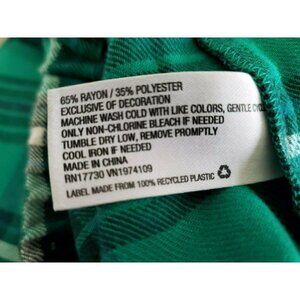 65% RAYON / 35% POLYESTER
EXCLUSIVE OF DECORATION
MACHINE WASH COLD WITH LIKE COLORS, GENTLE
ONLY NON-CHLORINE BLEACH IF NEEDED
TUMBLE DRY LOW, REMOVE PROMPTLY
COOL IRON IF NEEDED
MADE IN CHINA
RN17730 VN1974109
LABEL MADE FROM 100% RECYCLED PLASTIC